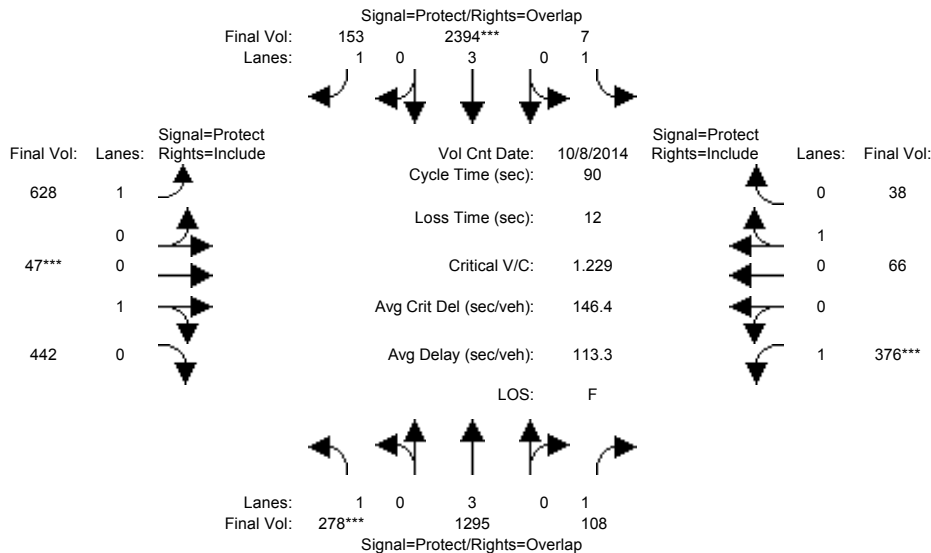 Signal=Protect/Rights=Overlap
Final Vol: 153 2394*** 7
Lanes: 1 0 3 0 1
Signal=Protect Signal=Protect
Final Vol: Lanes: Rights=Include Vol Cnt Date: 10/8/2014 Rights=Include Lanes: Final Vol:
Cycle Time (sec): 90
628 1 0 38
Loss Time (sec): 12
0 1
47*** 0 Critical V/C: 1.229 0 66
1 Avg Crit Del (sec/veh): 146.4 0
442 0 Avg Delay (sec/veh): 113.3 1 376***
LOS: F
Lanes: 1 0 3 0 1
Final Vol: 278*** 1295 108
Signal=Protect/Rights=Overlap